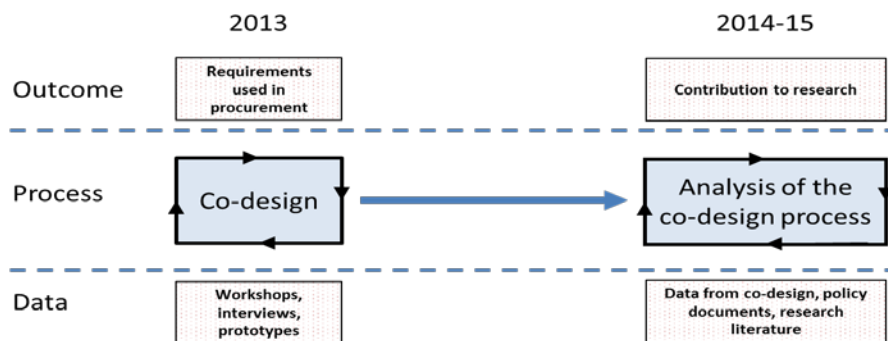 2013
2014-15
Outcome
Requirements
used in
procurement
Contribution to research
Process
Co-design
Analysis of the
co-design process
Data
Workshops,
interviews,
prototypes
Data from co-design, policy
documents, research
literature